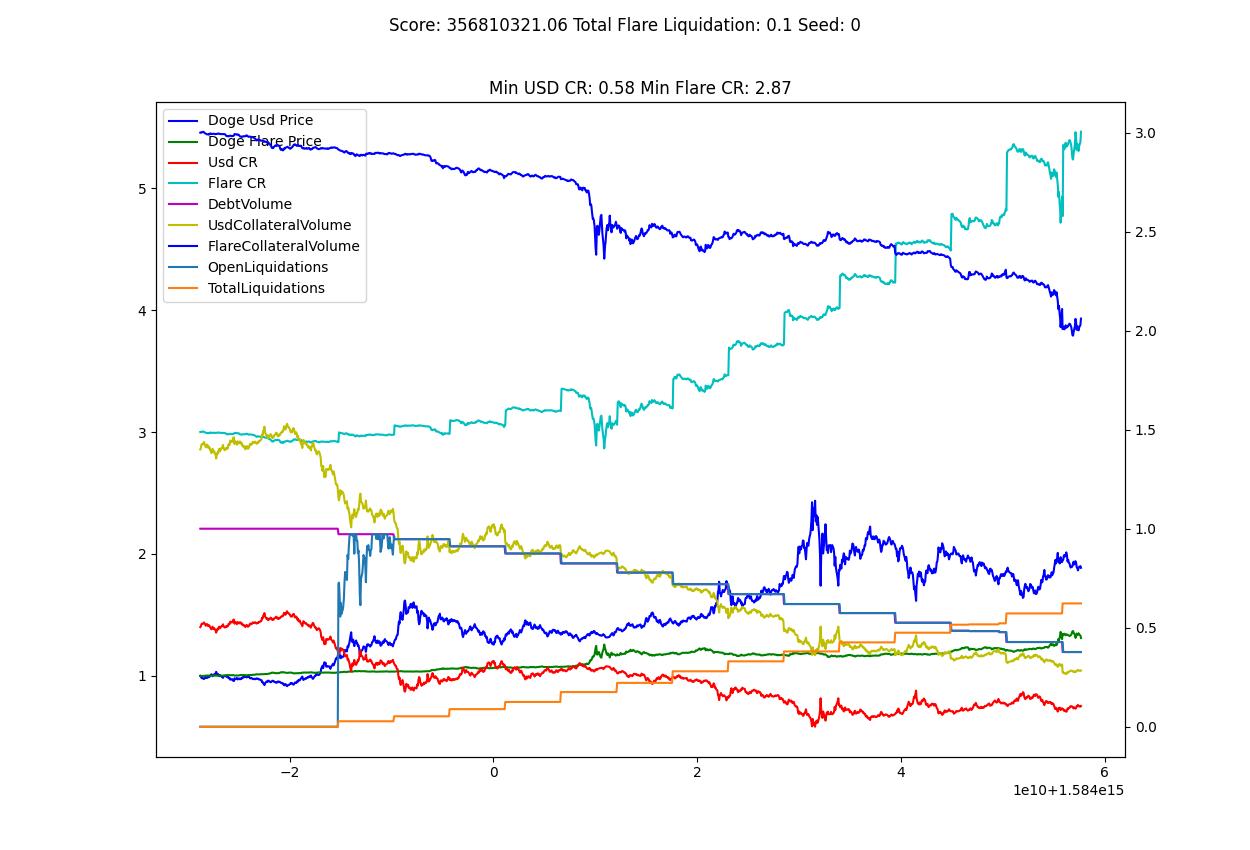 Score: 356810321.06 Total Flare Liquidation: 0.1 Seed: 0
Min USD CR: 0.58 Min Flare CR: 2.87
Doge Usd Price
Doge Flare Price
Usd CR
Flare CR
DebtVolume
UsdCollateralVolume
FlareCollateralVolume
OpenLiquidations
TotalLiquidations
5
4
3
2
1
3.0
2.5
2.0
1.5
1.0
0.5
0.0
−2 0 2 4 6
1e10+1.584e15